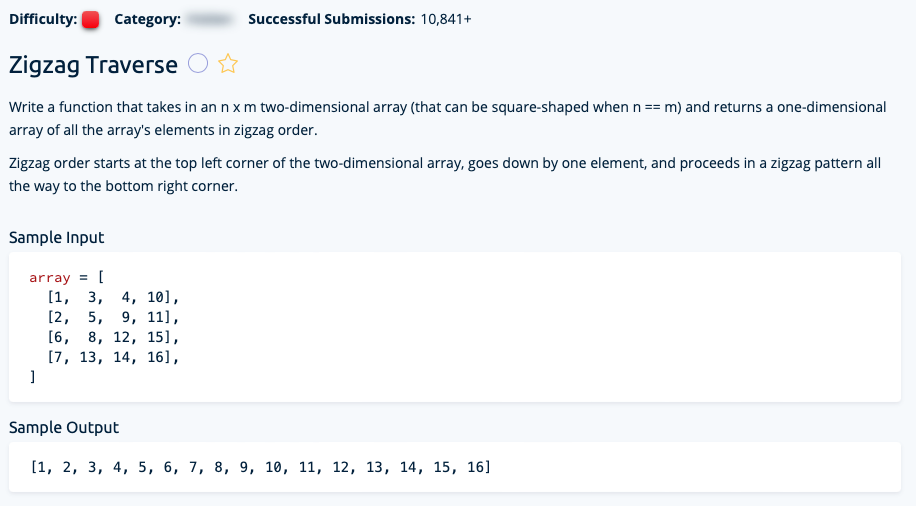 Difficulty: Category: Successful Submissions: 10,841+
Zigzag Traverse
Write a function that takes in an n x m two-dimensional array (that can be square-shaped when n == m) and returns a one-dimensional
array of all the array's elements in zigzag order.
Zigzag order starts at the top left corner of the two-dimensional array, goes down by one element, and proceeds in a zigzag pattern all
the way to the bottom right corner.
Sample Input
array = [
[1, 3, 4, 10],
[2, 5, 9, 11],
[6, 8, 12, 15],
[7, 13, 14, 16],
]
Sample Output
[1, 2, 3, 4, 5, 6, 7, 8, 9, 10, 11, 12, 13, 14, 15, 16]